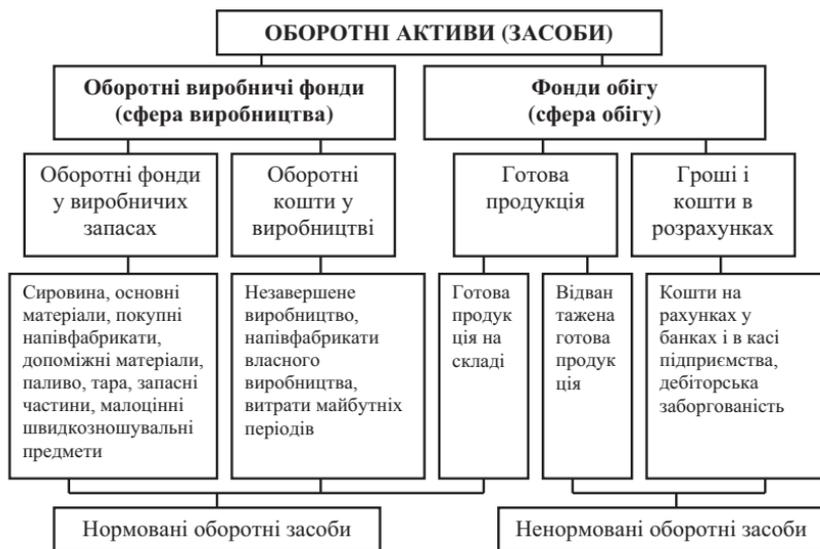 ОБОРОТНІ АКТИВИ (ЗАСОБИ)
Оборотні виробничі фонди
(сфера виробництва)
Фонди обігу
(сфера обігу)
Оборотні фонди
у виробничих
запасах
Оборотні
кошти у
виробництві
Готова
продукція
Гроші і
кошти в
розрахунках
Сировина, основні
матеріали, покупні
напівфабрикати,
допоміжні матеріали,
паливо, тара, запасні
частини, малоцінні
швидкозношувальні
предмети
Незавершене
виробництво,
напівфабрикати
власного
виробництва,
витрати майбутніх
періодів
Готова
продук
ція на
складі
Відван
тажена
готова
продук
ція
Кошти на
рахунках у
банках і в касі
підприємства,
дебіторська
заборгованість
Нормовані оборотні засоби
Ненормовані оборотні засоби